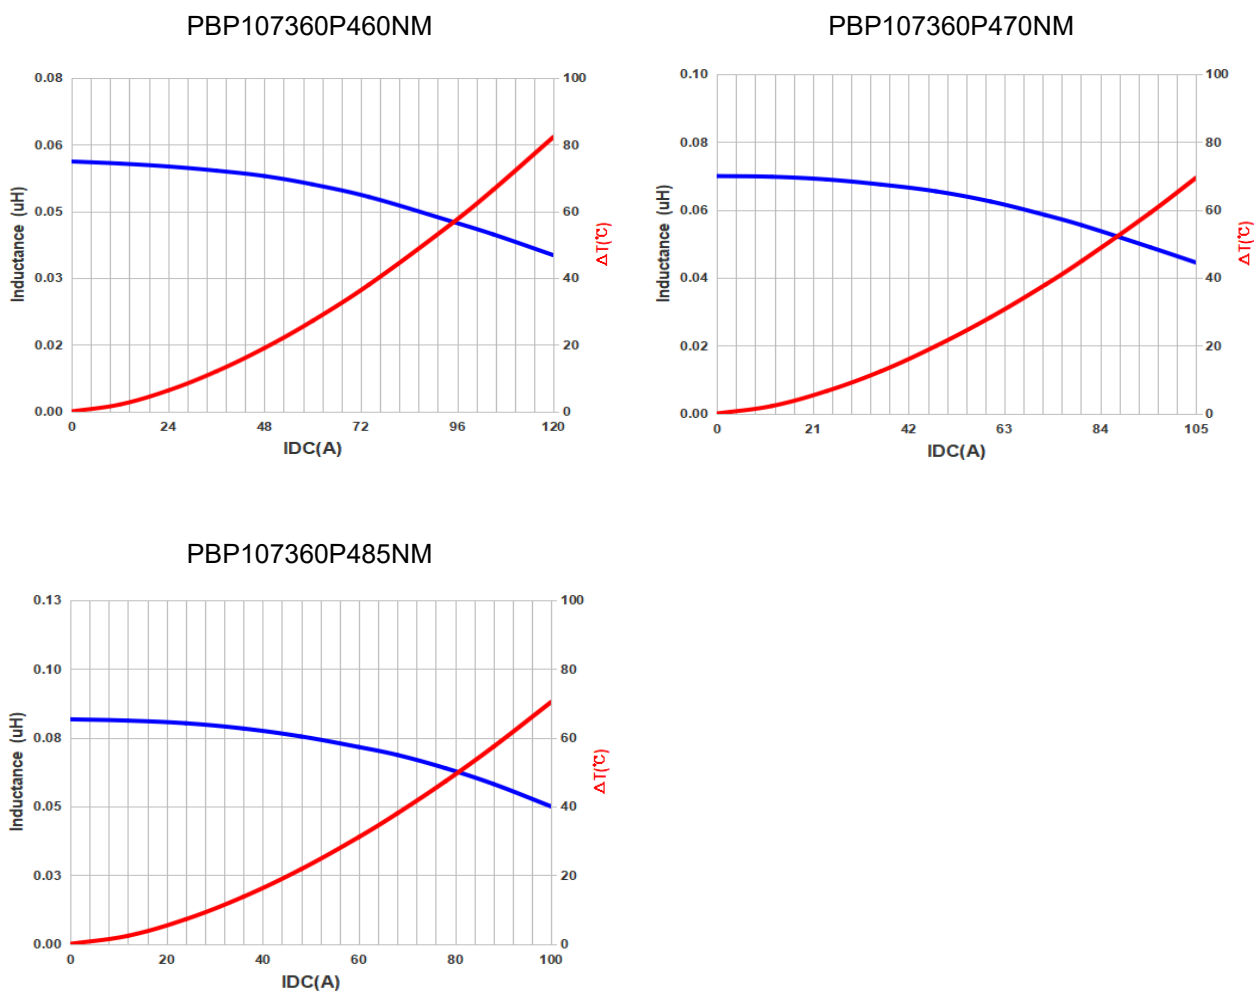 PBP107360P460NM
0.08
0.06
0.05
0.03
0.02
0.00
Inductance (uH)
100
80
60
40
20
0
ΔT(℃)
0 24 48 72 96 120
IDC(A)
PBP107360P470NM
0.10
0.08
0.06
0.04
0.02
0.00
Inductance (uH)
100
80
60
40
20
0
ΔT(℃)
0 21 42 63 84 105
IDC(A)
PBP107360P485NM
0.13
0.10
0.08
0.05
0.03
0.00
Inductance (uH)
100
80
60
40
20
0
ΔT(℃)
0 20 40 60 80 100
IDC(A)